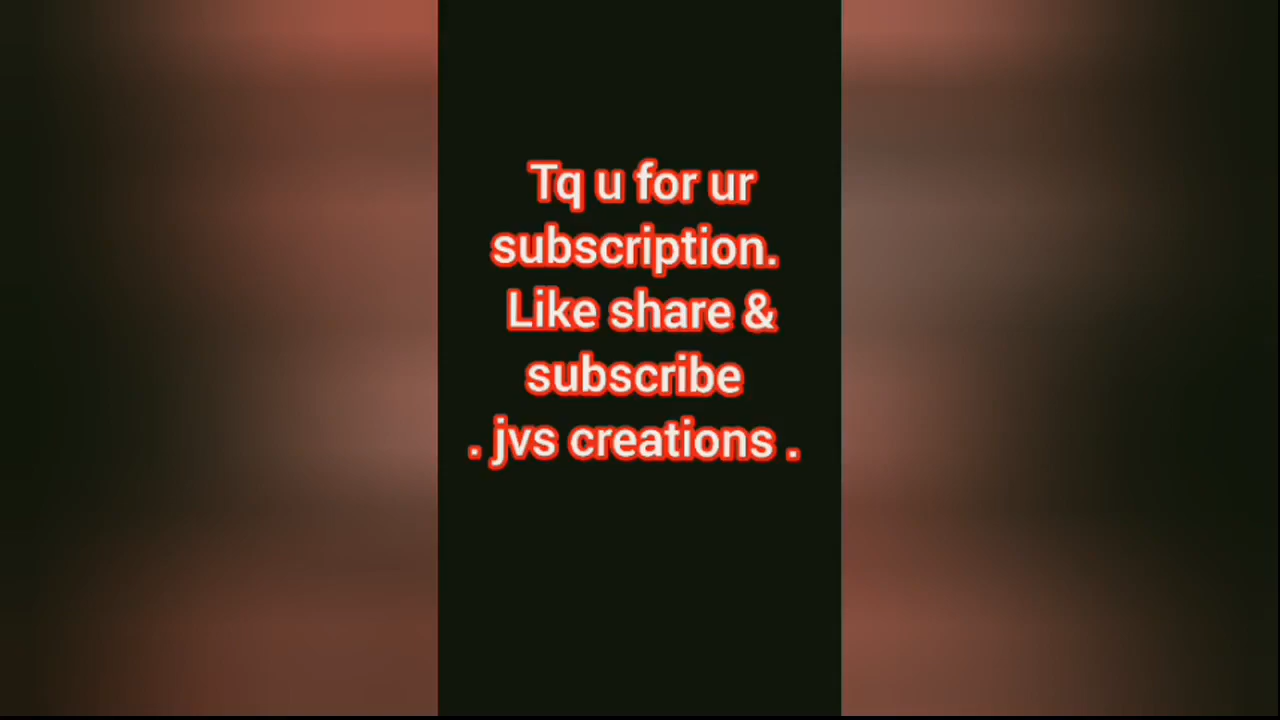 Tq u for ur
subscription.
Like share &
subscribe
. jvs creations .